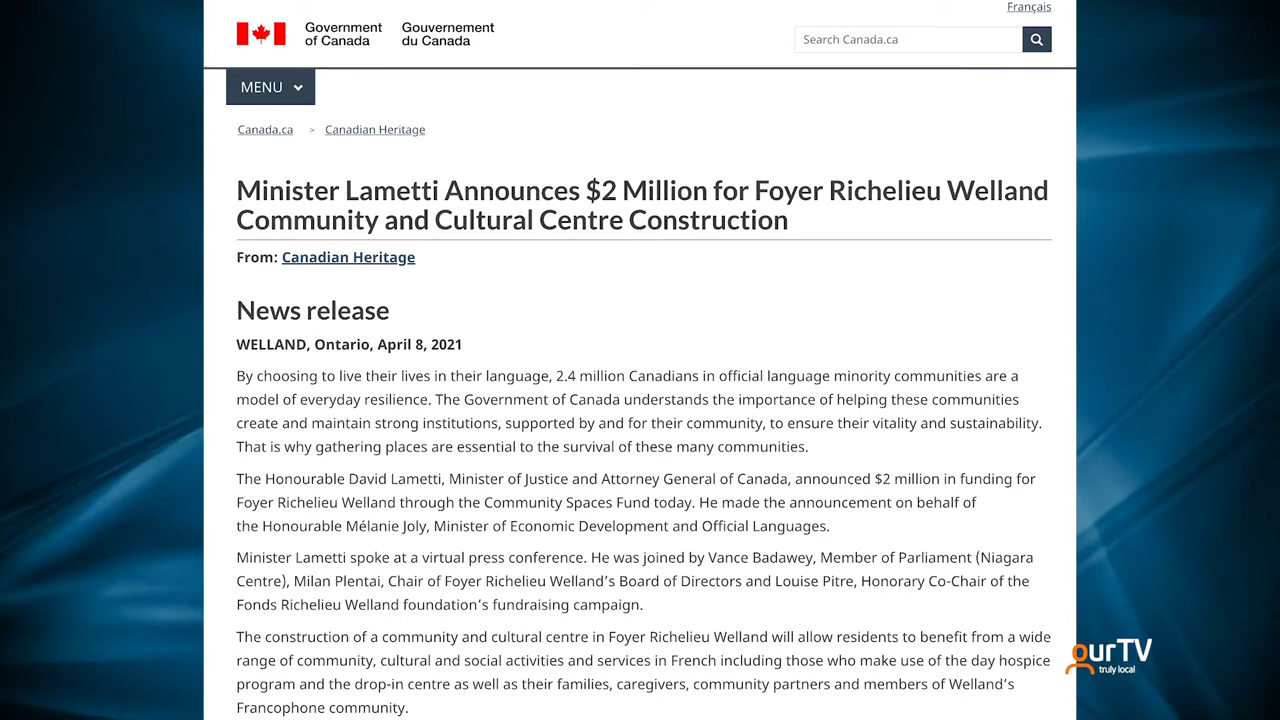 Français
Government of Canada
Gouvernement du Canada
Search Canada.ca
MENU
Canada.ca > Canadian Heritage
Minister Lametti Announces $2 Million for Foyer Richelieu Welland
Community and Cultural Centre Construction
From: Canadian Heritage
News release
WELLAND, Ontario, April 8, 2021
By choosing to live their lives in their language, 2.4 million Canadians in official language minority communities are a
model of everyday resilience. The Government of Canada understands the importance of helping these communities
create and maintain strong institutions, supported by and for their community, to ensure their vitality and sustainability.
That is why gathering places are essential to the survival of these many communities.
The Honourable David Lametti, Minister of Justice and Attorney General of Canada, announced $2 million in funding for
Foyer Richelieu Welland through the Community Spaces Fund today. He made the announcement on behalf of
the Honourable Mélanie Joly, Minister of Economic Development and Official Languages.
Minister Lametti spoke at a virtual press conference. He was joined by Vance Badawey, Member of Parliament (Niagara
Centre), Milan Plentai, Chair of Foyer Richelieu Welland's Board of Directors and Louise Pitre, Honorary Co-Chair of the
Fonds Richelieu Welland foundation's fundraising campaign.
The construction of a community and cultural centre in Foyer Richelieu Welland will allow residents to benefit from a wide
range of community, cultural and social activities and services in French including those who make use of the day hospice
program and the drop-in centre as well as their families, caregivers, community partners and members of Welland's
Francophone community.
ourTV
truly local